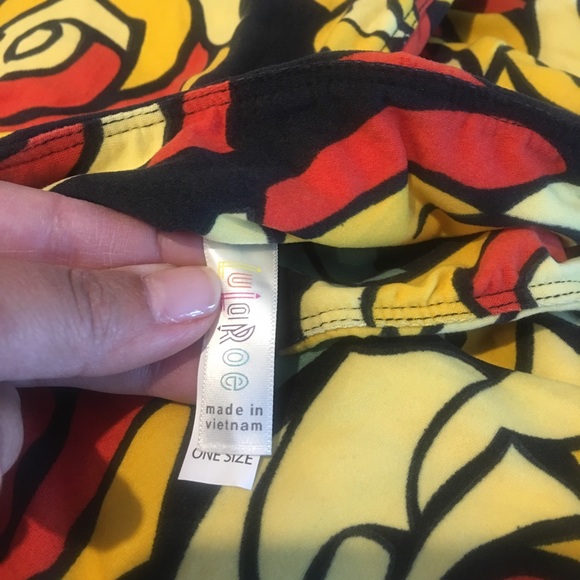 LuLaRoe
made in
vietnam
ONE SIZE